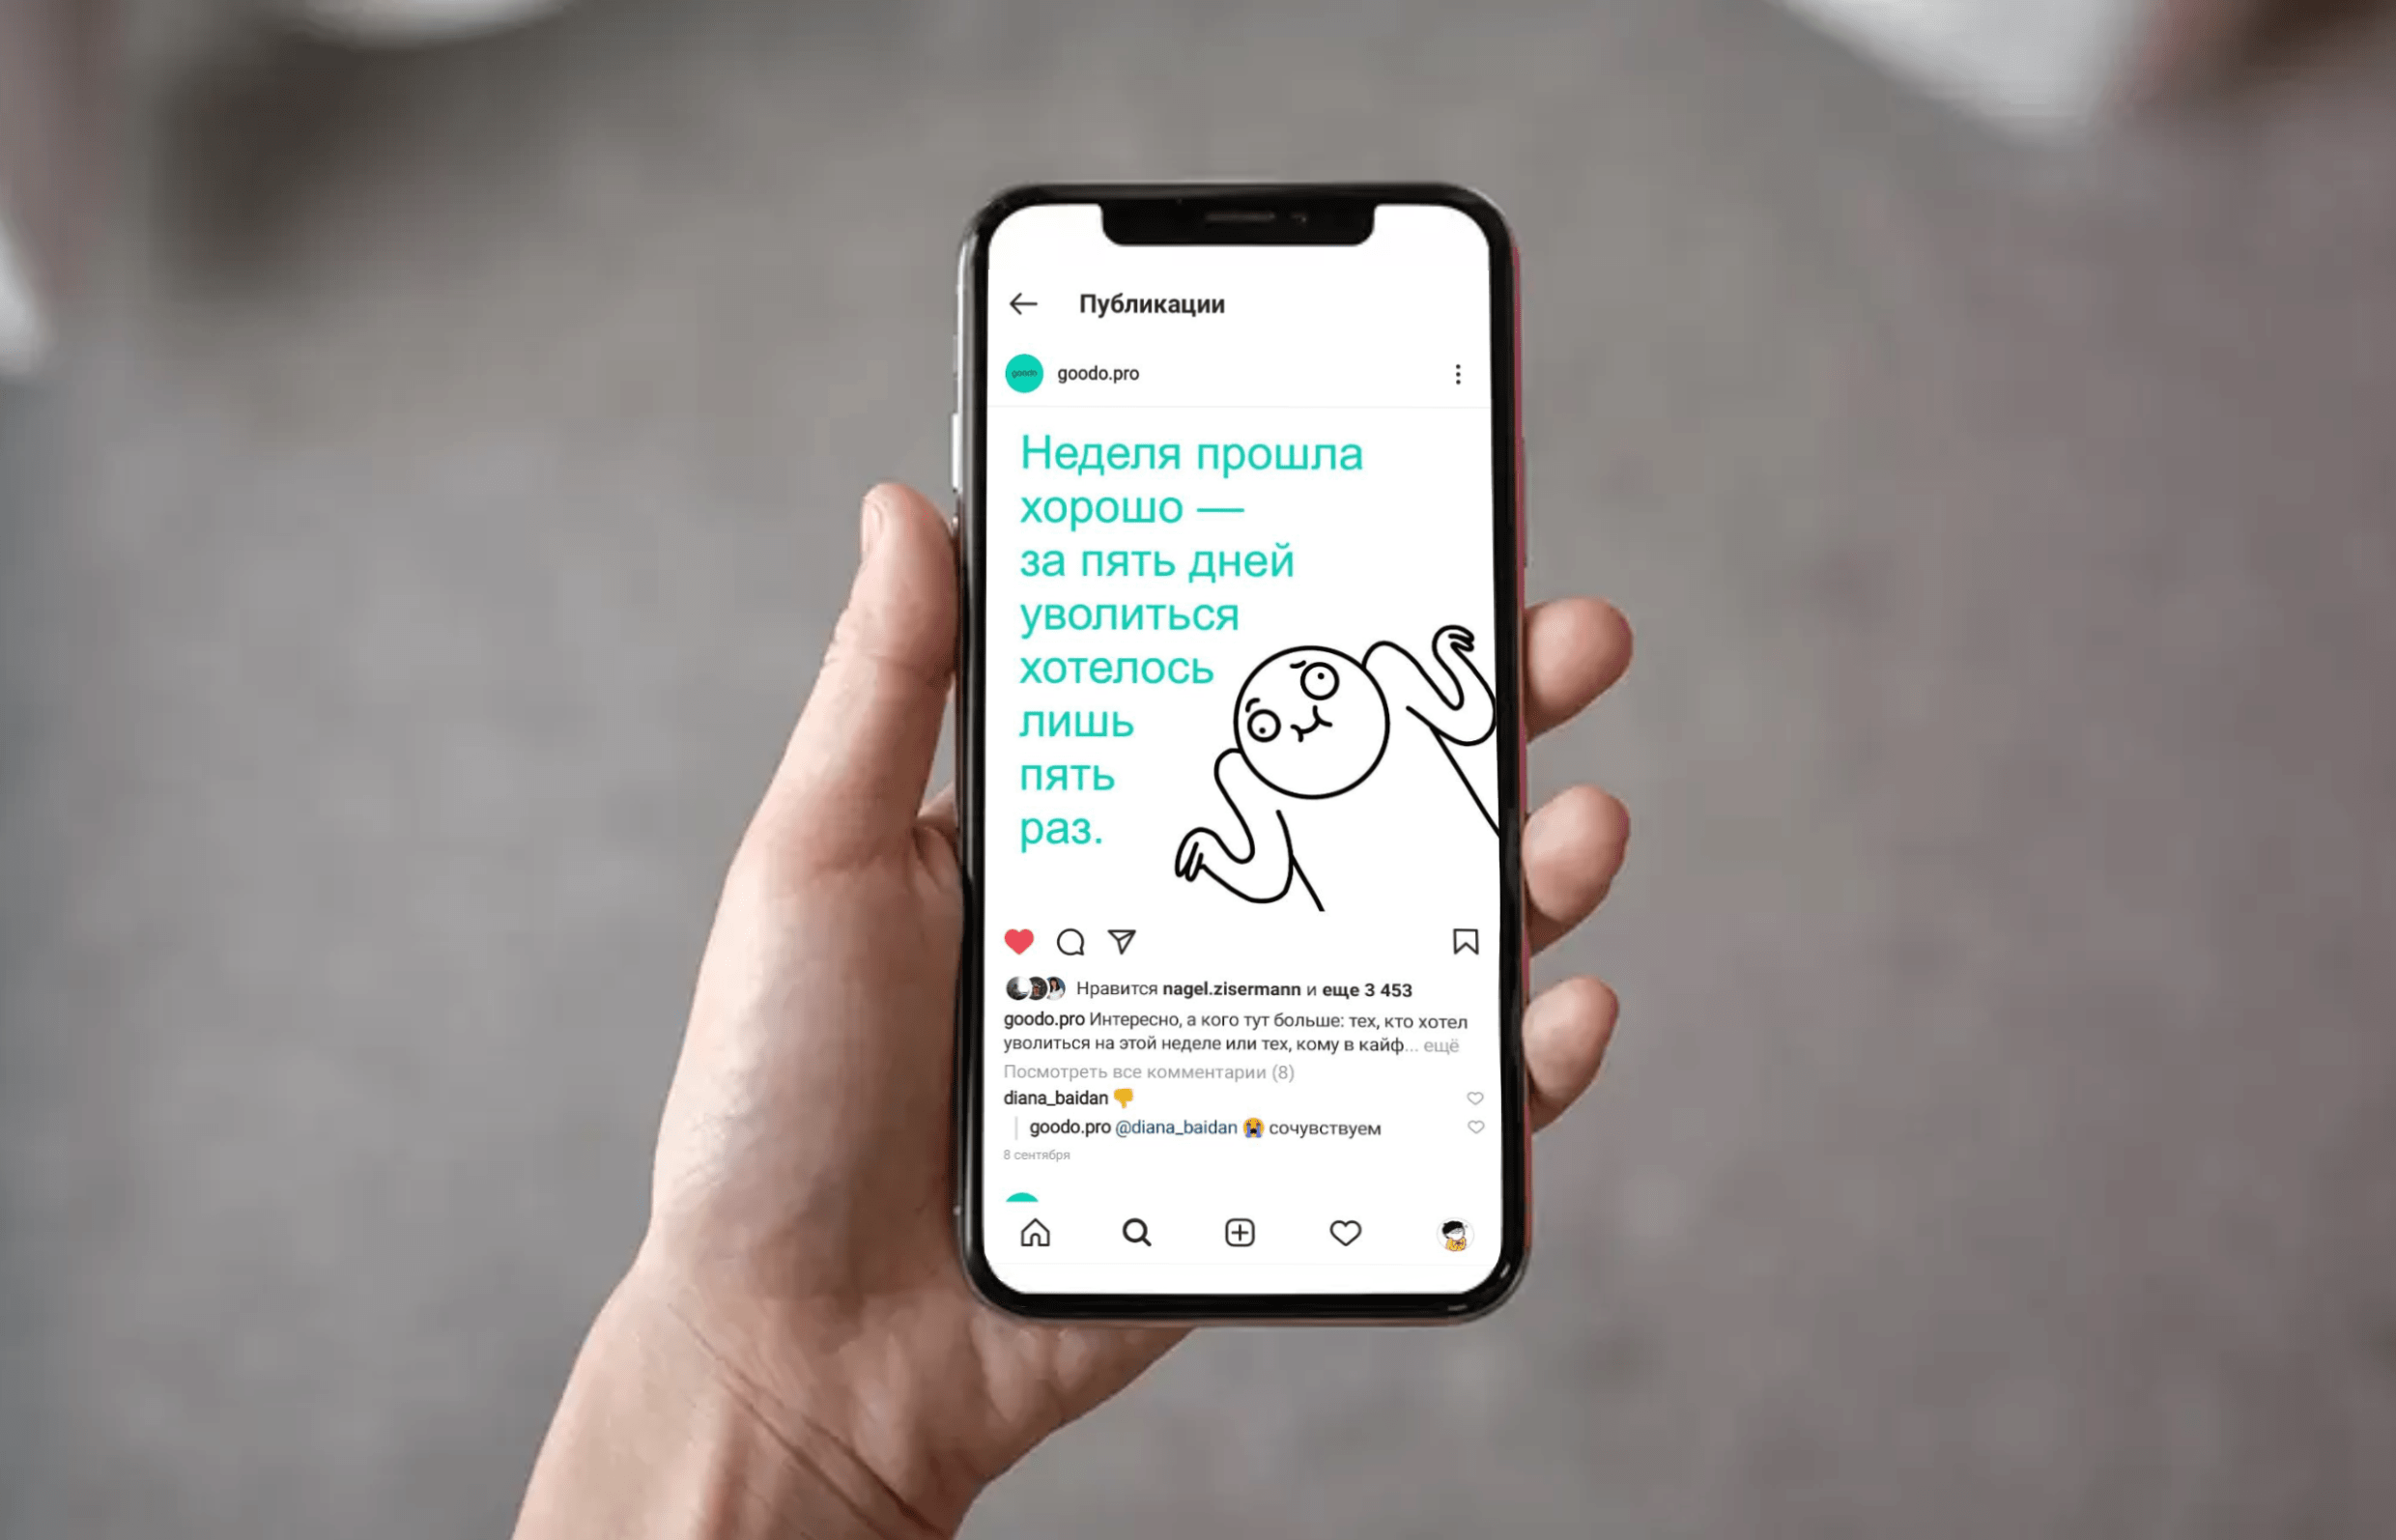 Публикации
goodo
goodo.pro
Неделя прошла
хорошо —
за пять дней
уволиться
хотелось
лишь
пять
раз.
Нравится nagel.zisermann и еще 3 453
goodo.pro Интересно, а кого тут больше: тех, кто хотел
уволиться на этой неделе или тех, кому в кайф... ещё
Посмотреть все комментарии (8)
diana_baidan 👎
goodo.pro @diana_baidan 😭 сочувствуем
8 сентября